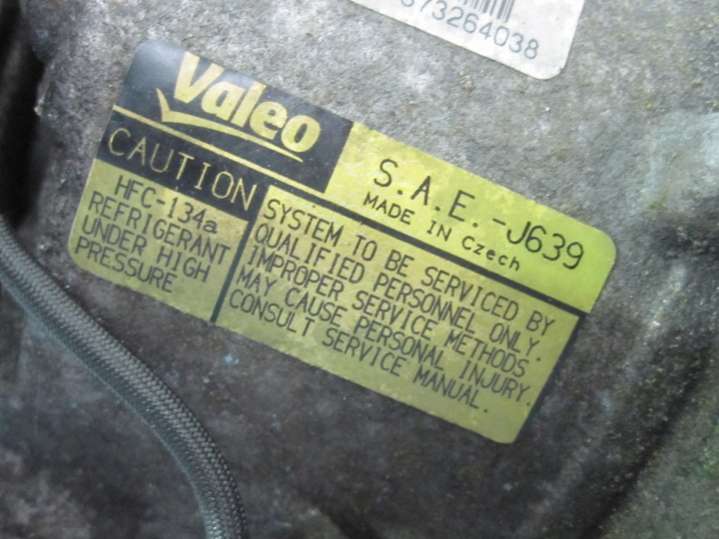 73264038
Valeo
CAUTION
HFC-134a
REFRIGERANT
UNDER HIGH
PRESSURE
S.A.E.-J639
MADE IN Czech
SYSTEM TO BE SERVICED BY
QUALIFIED PERSONNEL ONLY.
IMPROPER SERVICE METHODS
MAY CAUSE PERSONAL INJURY.
CONSULT SERVICE MANUAL.